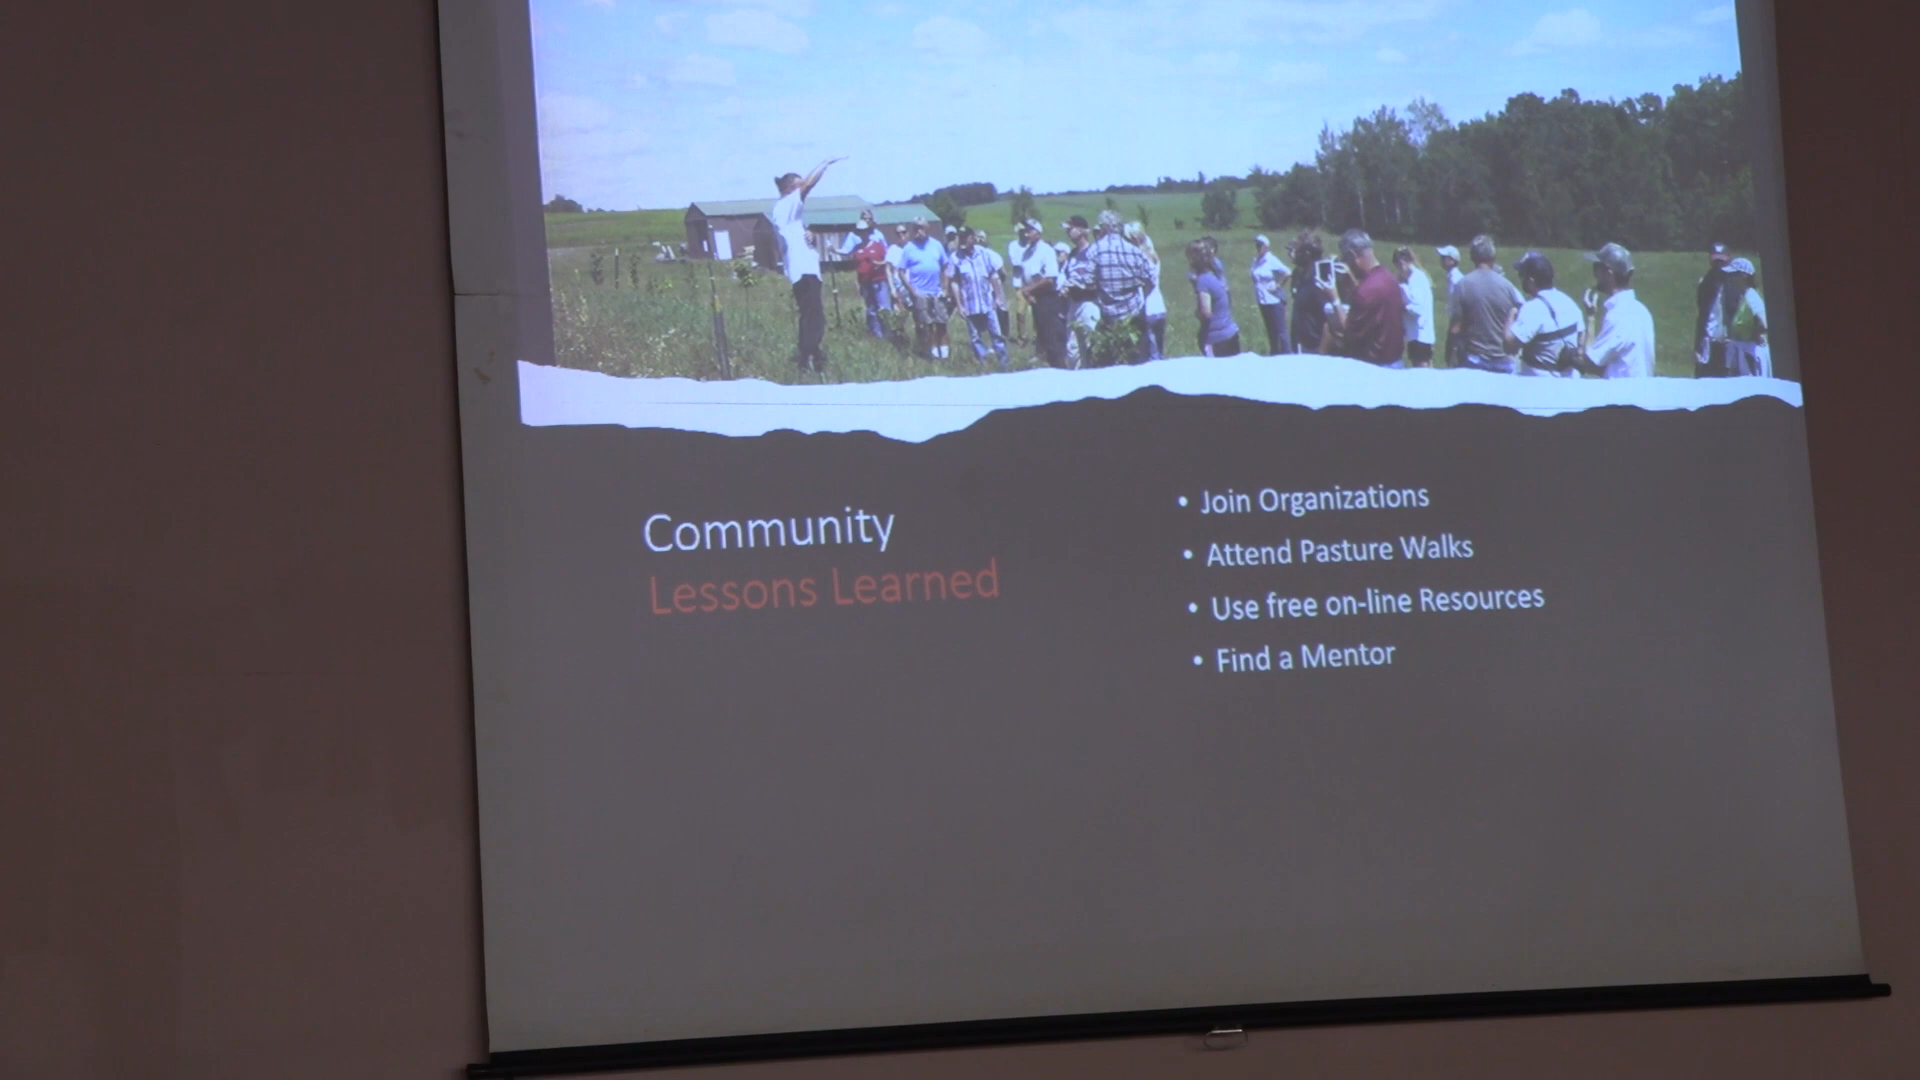 Community
Lessons Learned
• Join Organizations
• Attend Pasture Walks
• Use free on-line Resources
• Find a Mentor